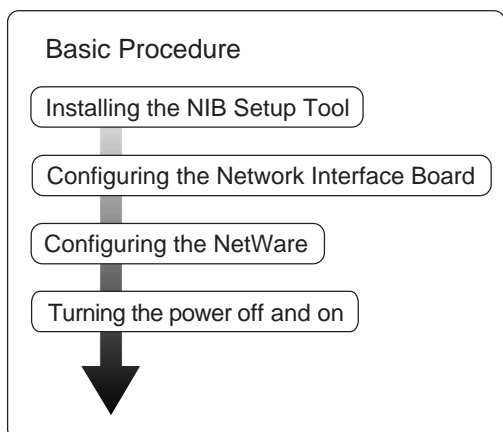 Basic Procedure
Installing the NIB Setup Tool
Configuring the Network Interface Board
Configuring the NetWare
Turning the power off and on